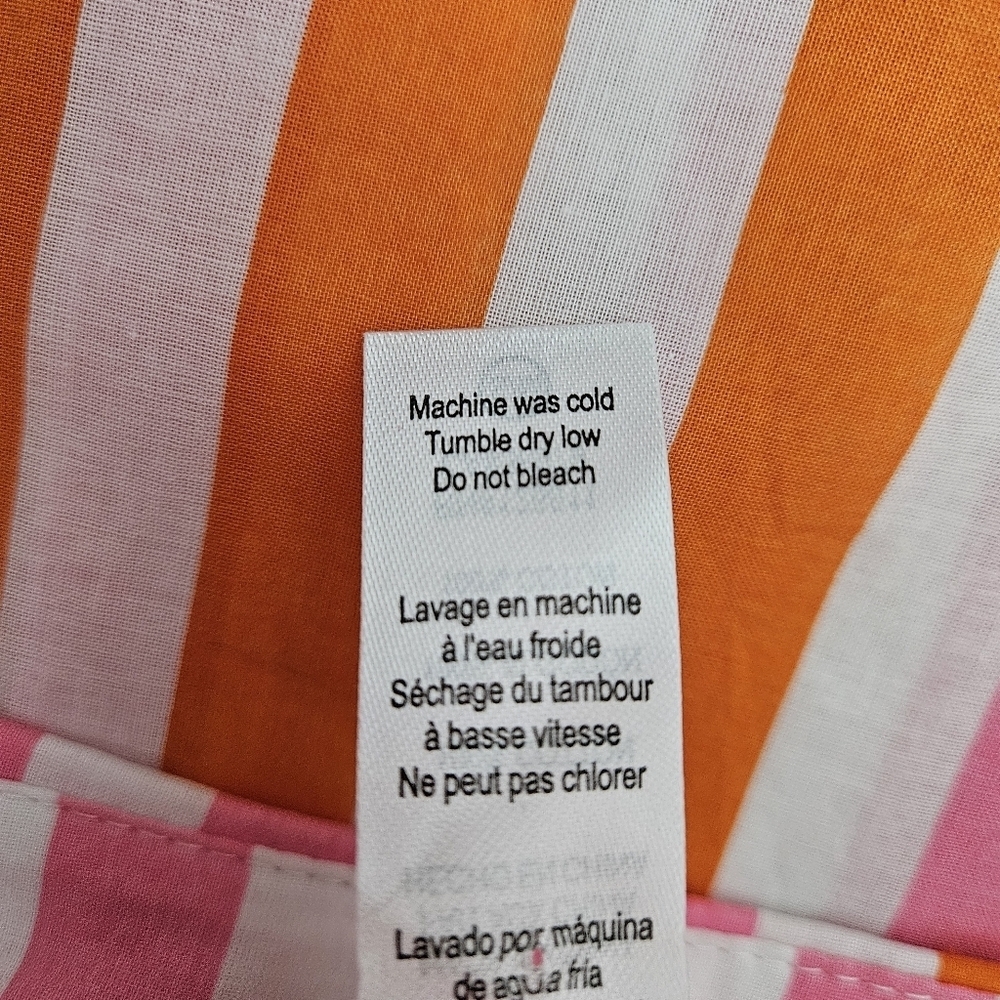 Machine was cold
Tumble dry low
Do not bleach
Lavage en machine
à l'eau froide
Séchage du tambour
à basse vitesse
Ne peut pas chlorer
Lavado por máquina
de agua fría